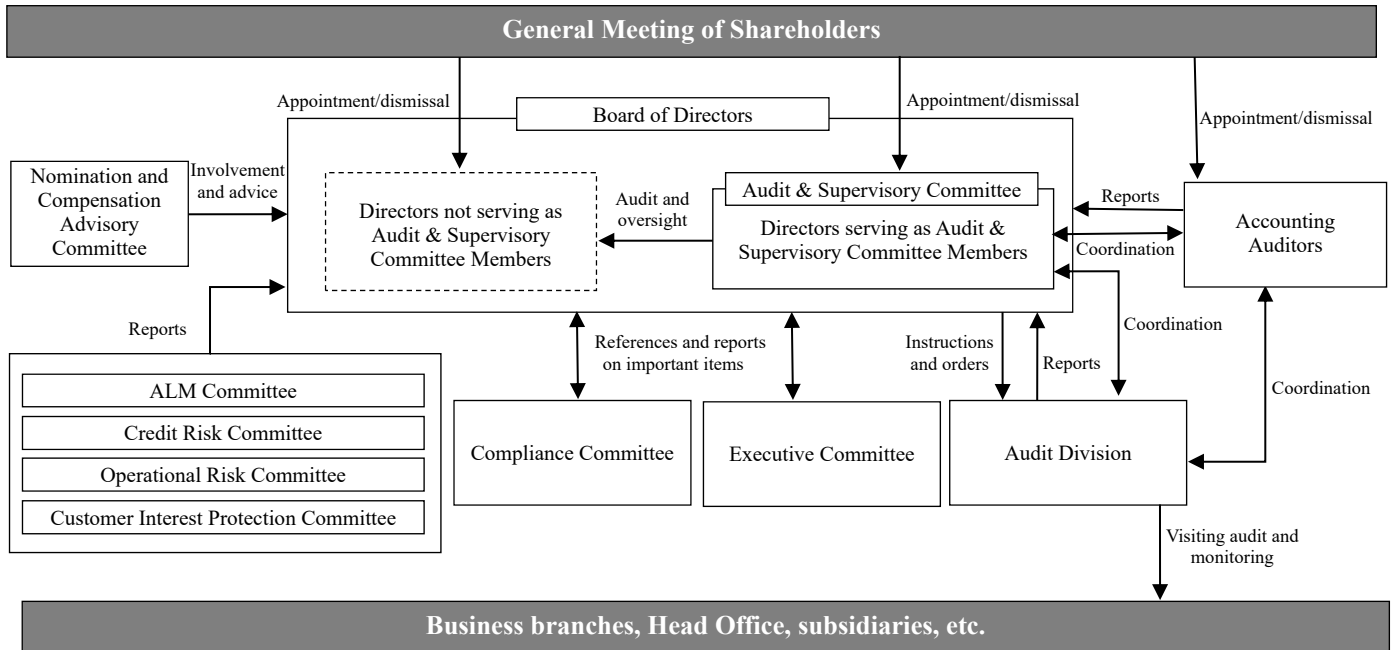 General Meeting of Shareholders
Appointment/dismissal
Appointment/dismissal
Appointment/dismissal
Board of Directors
Nomination and
Compensation
Advisory
Committee
Involvement
and advice
Directors not serving as
Audit & Supervisory
Committee Members
Audit and
oversight
Audit & Supervisory Committee
Directors serving as Audit &
Supervisory Committee Members
Reports
Coordination
Accounting
Auditors
Reports
References and reports
on important items
Instructions
and orders
Reports
Coordination
Coordination
ALM Committee
Credit Risk Committee
Operational Risk Committee
Customer Interest Protection Committee
Compliance Committee
Executive Committee
Audit Division
Visiting audit and
monitoring
Business branches, Head Office, subsidiaries, etc.